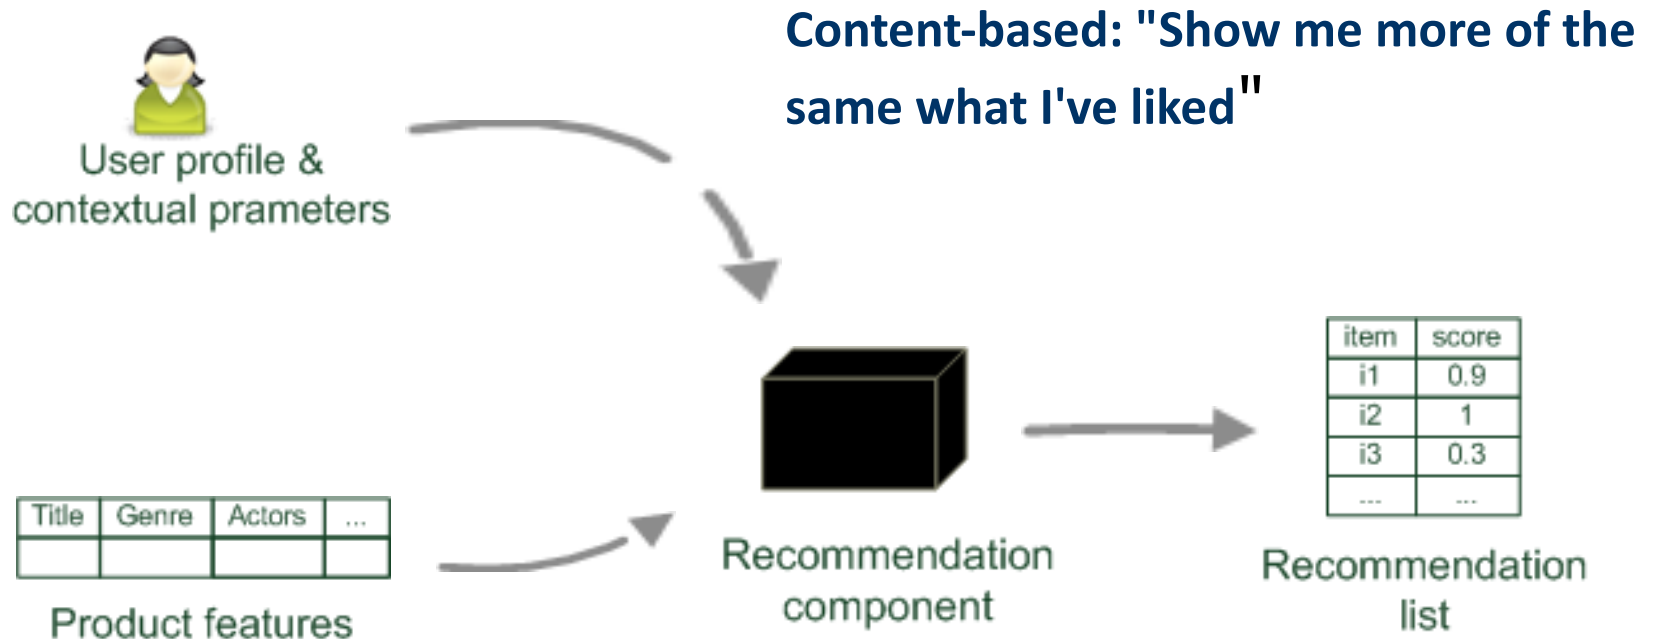 Content-based: "Show me more of the
same what I've liked"
User profile &
contextual prameters
item score
i1 0.9
i2 1
i3 0.3
... ...
Title Genre Actors ...
Product features
Recommendation
component
Recommendation
list